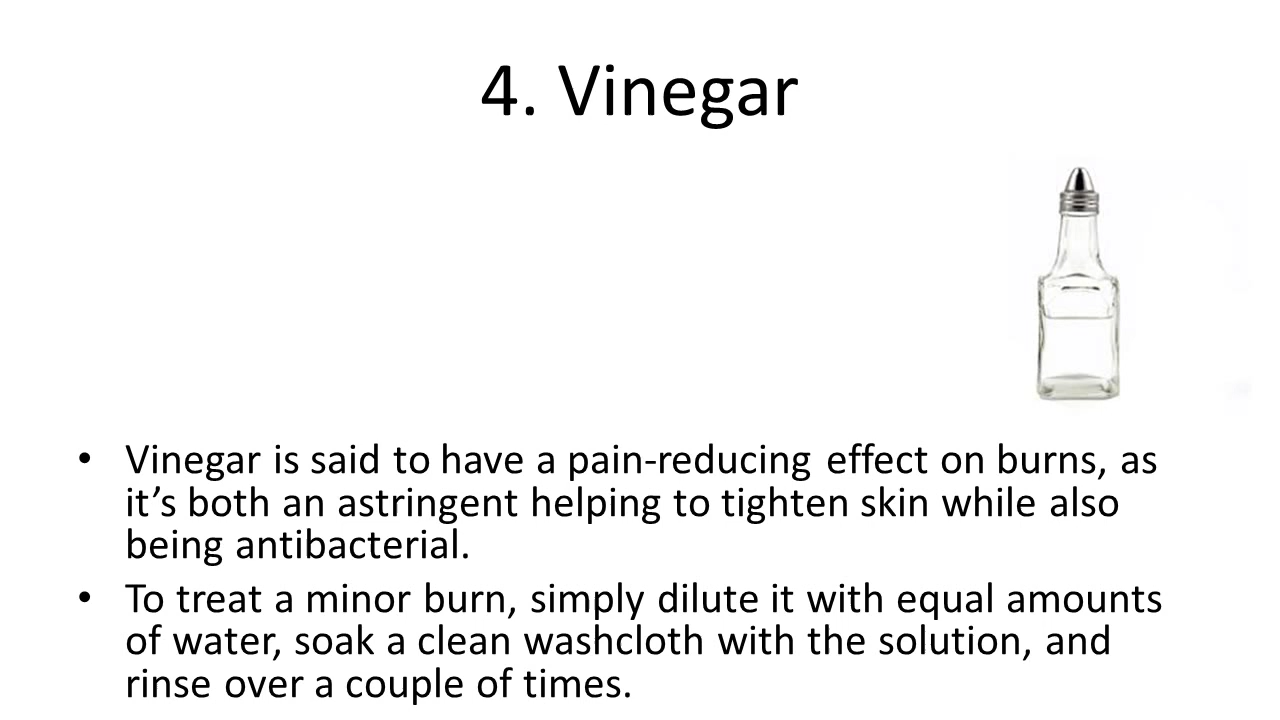 4. Vinegar
• Vinegar is said to have a pain-reducing effect on burns, as
it’s both an astringent helping to tighten skin while also
being antibacterial.
• To treat a minor burn, simply dilute it with equal amounts
of water, soak a clean washcloth with the solution, and
rinse over a couple of times.